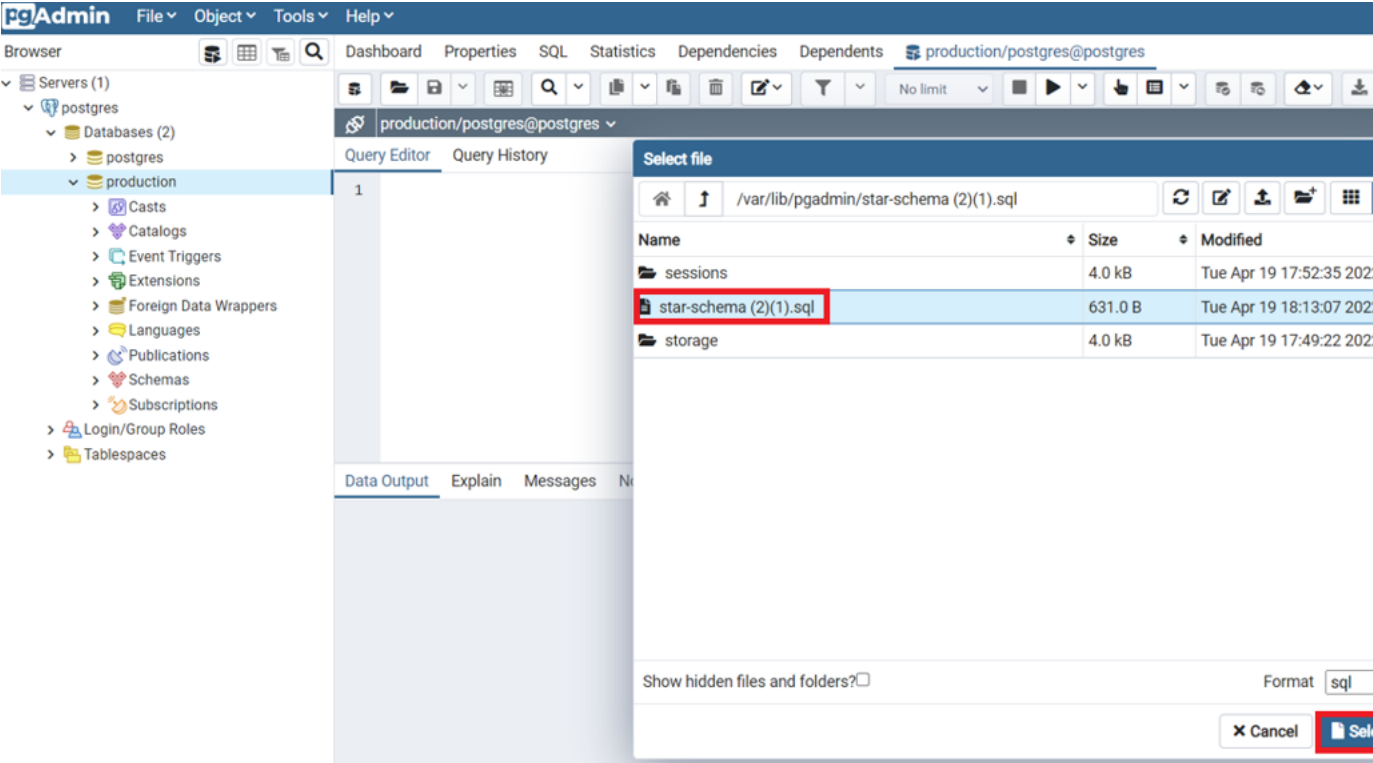 pgAdmin File Object Tools Help
Browser Dashboard Properties SQL Statistics Dependencies Dependents production/postgres@postgres
Servers (1)
postgres
Databases (2)
postgres
production
Casts
Catalogs
Event Triggers
Extensions
Foreign Data Wrappers
Languages
Publications
Schemas
Subscriptions
Login/Group Roles
Tablespaces
No limit
production/postgres@postgres
Query Editor Query History
1
Data Output Explain Messages No
Select file
/var/lib/pgadmin/star-schema (2)(1).sql
Name Size Modified
sessions 4.0 kB Tue Apr 19 17:52:35 202
star-schema (2)(1).sql 631.0 B Tue Apr 19 18:13:07 202
storage 4.0 kB Tue Apr 19 17:49:22 202
Show hidden files and folders? Format sql
Cancel Sel